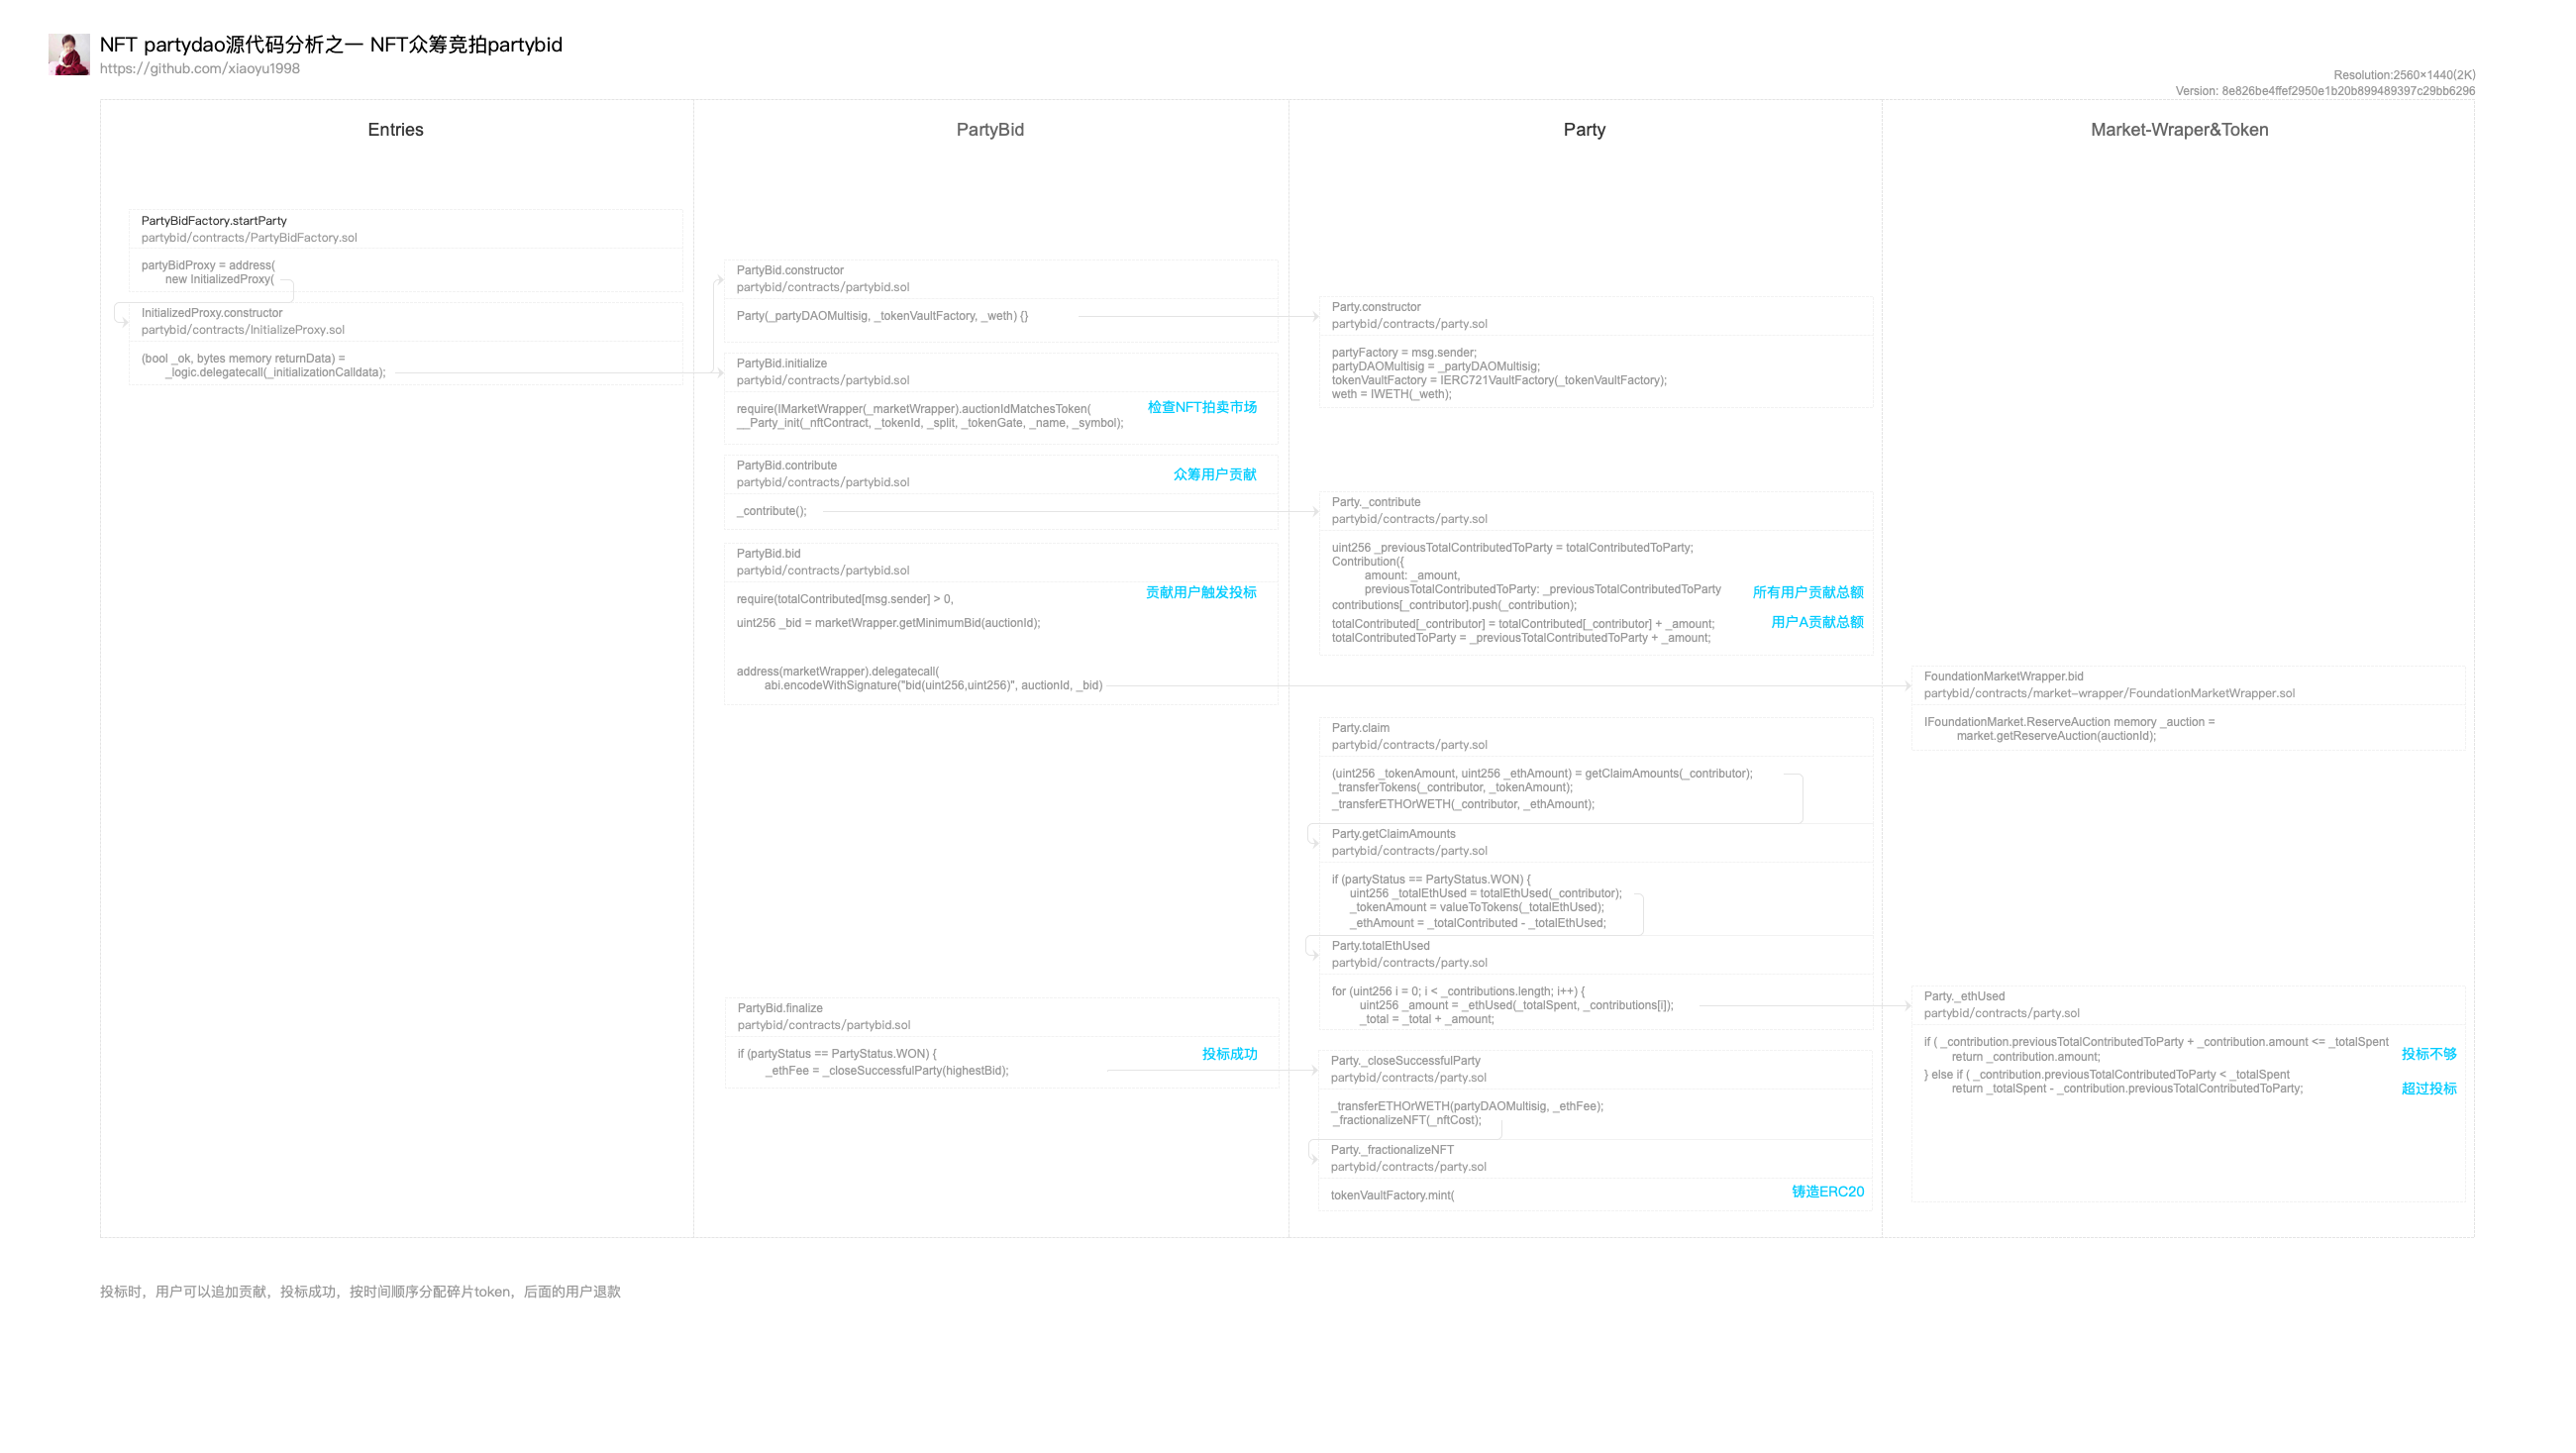 NFT partydao源代码分析之一 NFT众筹竞拍partybid
https://github.com/xiaoyu1998
Resolution:2560×1440(2K)
Version: 8e826be4ffef2950e1b20b899489397c29bb6296
Entries
PartyBidFactory.startParty
partybid/contracts/PartyBidFactory.sol
partyBidProxy = address(
new InitializedProxy(
InitializedProxy.constructor
partybid/contracts/InitializeProxy.sol
(bool _ok, bytes memory returnData) =
_logic.delegatecall(_initializationCalldata);
PartyBid
PartyBid.constructor
partybid/contracts/partybid.sol
Party(_partyDAOMultisig, _tokenVaultFactory, _weth) {}
PartyBid.initialize
partybid/contracts/partybid.sol
require(IMarketWrapper(_marketWrapper).auctionIdMatchesToken(
检查NFT拍卖市场
__Party_init(_nftContract, _tokenId, _split, _tokenGate, _name, _symbol);
PartyBid.contribute
partybid/contracts/partybid.sol
众筹用户贡献
_contribute();
PartyBid.bid
partybid/contracts/partybid.sol
贡献用户触发投标
require(totalContributed[msg.sender] > 0,
uint256 _bid = marketWrapper.getMinimumBid(auctionId);
address(marketWrapper).delegatecall(
abi.encodeWithSignature("bid(uint256,uint256)", auctionId, _bid)
PartyBid.finalize
partybid/contracts/partybid.sol
if (partyStatus == PartyStatus.WON) {
投标成功
_ethFee = _closeSuccessfulParty(highestBid);
Party
Party.constructor
partybid/contracts/party.sol
partyFactory = msg.sender;
partyDAOMultisig = _partyDAOMultisig;
tokenVaultFactory = IERC721VaultFactory(_tokenVaultFactory);
weth = IWETH(_weth);
Party._contribute
partybid/contracts/party.sol
uint256 _previousTotalContributedToParty = totalContributedToParty;
Contribution({
amount: _amount,
previousTotalContributedToParty: _previousTotalContributedToParty
所有用户贡献总额
contributions[_contributor].push(_contribution);
totalContributed[_contributor] = totalContributed[_contributor] + _amount;
用户A贡献总额
totalContributedToParty = _previousTotalContributedToParty + _amount;
Party.claim
partybid/contracts/party.sol
(uint256 _tokenAmount, uint256 _ethAmount) = getClaimAmounts(_contributor);
_transferTokens(_contributor, _tokenAmount);
_transferETHOrWETH(_contributor, _ethAmount);
Party.getClaimAmounts
partybid/contracts/party.sol
if (partyStatus == PartyStatus.WON) {
uint256 _totalEthUsed = totalEthUsed(_contributor);
_tokenAmount = valueToTokens(_totalEthUsed);
_ethAmount = _totalContributed - _totalEthUsed;
Party.totalEthUsed
partybid/contracts/party.sol
for (uint256 i = 0; i < _contributions.length; i++) {
uint256 _amount = _ethUsed(_totalSpent, _contributions[i]);
_total = _total + _amount;
Party._closeSuccessfulParty
partybid/contracts/party.sol
_transferETHOrWETH(partyDAOMultisig, _ethFee);
_fractionalizeNFT(_nftCost);
Party._fractionalizeNFT
partybid/contracts/party.sol
tokenVaultFactory.mint(
铸造ERC20
Market-Wraper&Token
FoundationMarketWrapper.bid
partybid/contracts/market-wrapper/FoundationMarketWrapper.sol
IFoundationMarket.ReserveAuction memory _auction =
market.getReserveAuction(auctionId);
Party._ethUsed
partybid/contracts/party.sol
if ( _contribution.previousTotalContributedToParty + _contribution.amount <= _totalSpent
return _contribution.amount;
投标不够
} else if ( _contribution.previousTotalContributedToParty < _totalSpent
return _totalSpent - _contribution.previousTotalContributedToParty;
超过投标
投标时，用户可以追加贡献，投标成功，按时间顺序分配碎片token，后面的用户退款